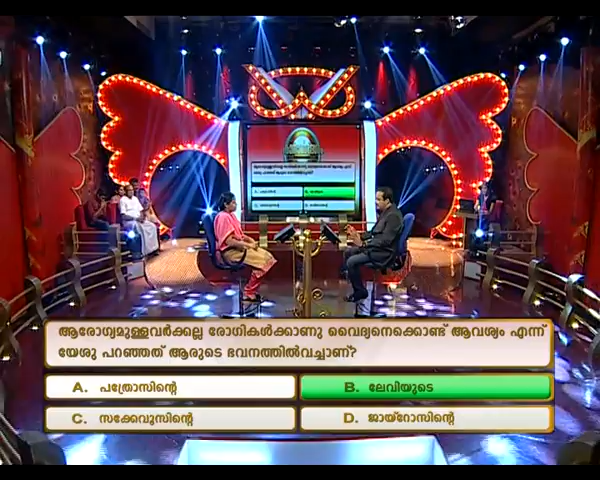 ആരോഗ്യമുള്ളവർക്കല്ല രോഗികൾക്കാണു വൈദ്യനെക്കൊണ്ട് ആവശ്യം എന്ന്
യേശു പറഞ്ഞത് ആരുടെ ഭവനത്തിൽവച്ചാണ്?
A. പത്രോസിന്റെ
B. ലേവിയുടെ
C. സക്കേവൂസിന്റെ
D. ജായ്റോസിന്റെ